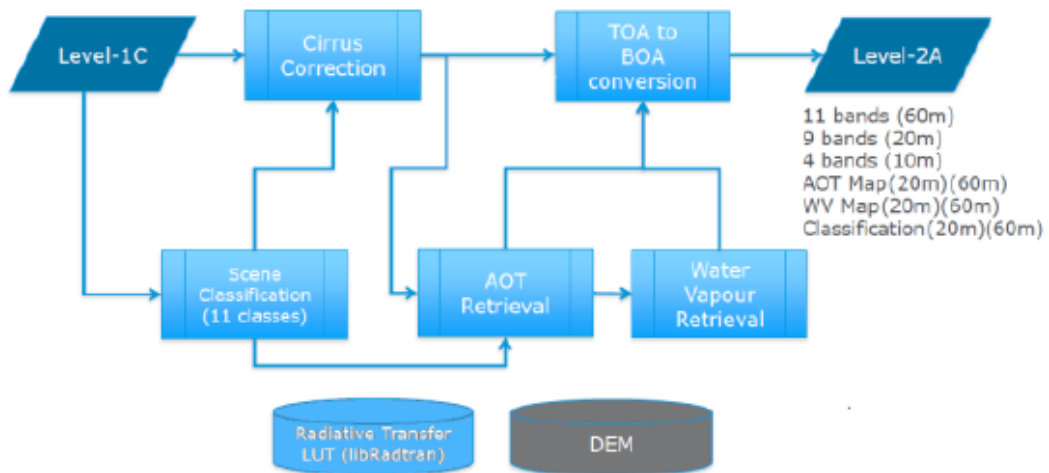 Level-1C
Cirrus
Correction
TOA to
BOA
conversion
Level-2A
11 bands (60m)
9 bands (20m)
4 bands (10m)
AOT Map(20m)(60m)
WV Map(20m)(60m)
Classification(20m)(60m)
Scene
Classification
(11 classes)
AOT
Retrieval
Water
Vapour
Retrieval
Radiative Transfer
LUT (libRadtran)
DEM